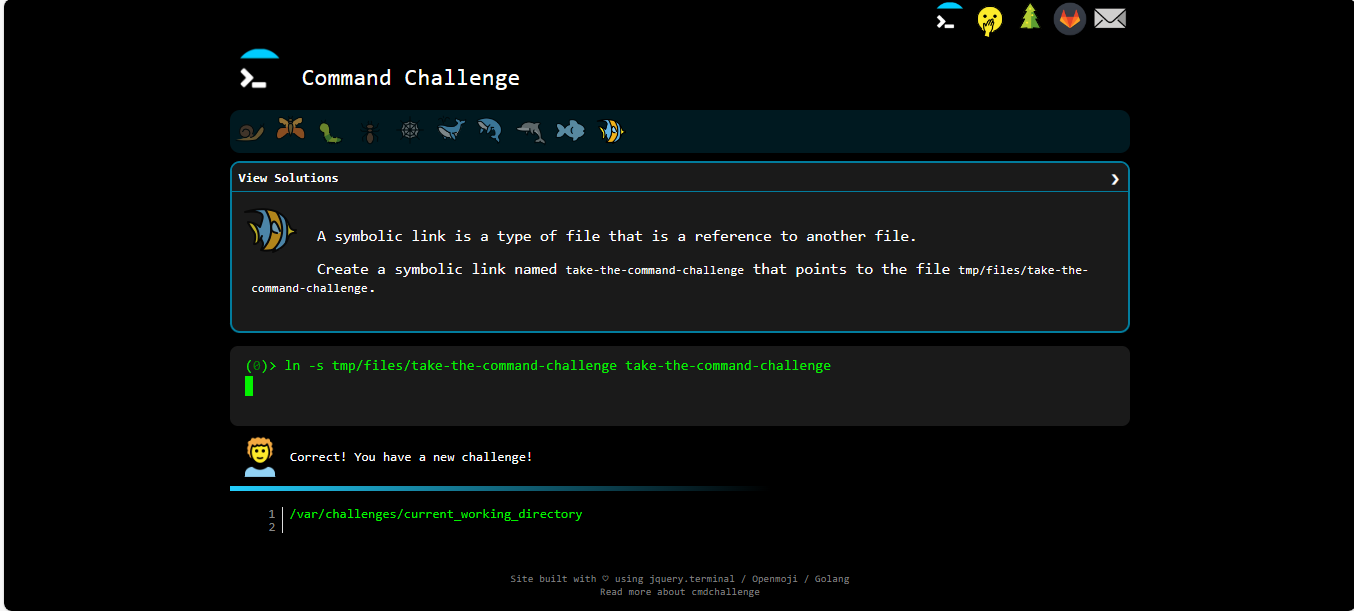 Command Challenge
View Solutions
A symbolic link is a type of file that is a reference to another file.
Create a symbolic link named take-the-command-challenge that points to the file tmp/files/take-the-
command-challenge.
(0)> ln -s tmp/files/take-the-command-challenge take-the-command-challenge
Correct! You have a new challenge!
1 /var/challenges/current_working_directory
2
Site built with ♡ using jquery.terminal / Openmoji / Golang
Read more about cmdchallenge